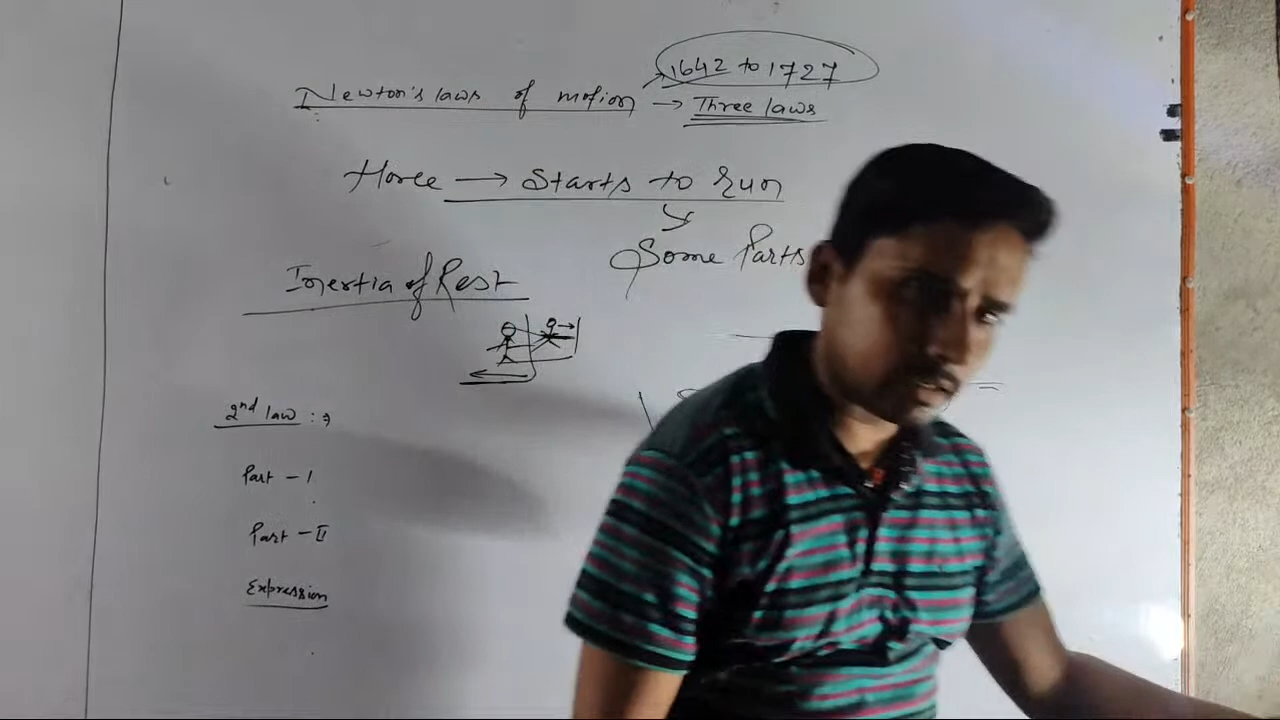 1642 to 1727
Newton's laws of motion → Three laws
Horce → Starts to run
Some Parts
Inertia of Rest
2nd law :→
Part - I
Part - II
Expression